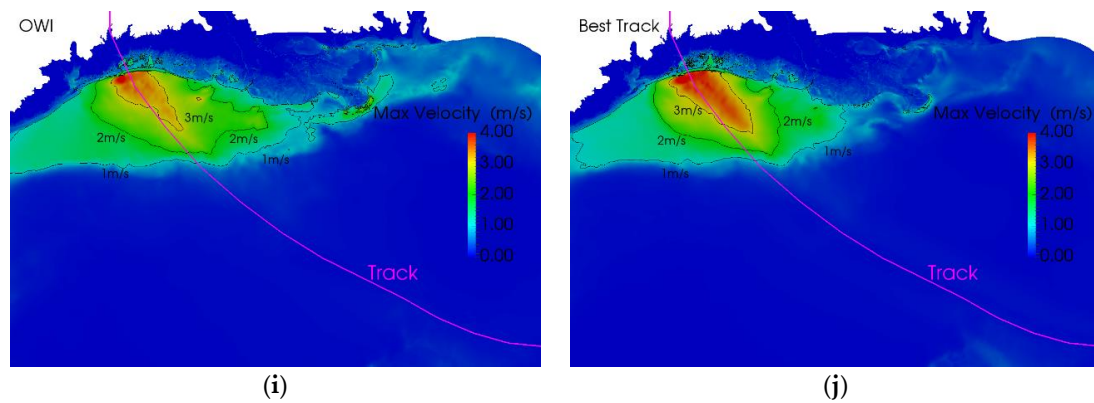 OWI
3m/s
2m/s
2m/s
1m/s
1m/s
Max Velocity (m/s)
4.00
3.00
2.00
1.00
0.00
Track
(i)
Best Track
3m/s
2m/s
2m/s
1m/s
1m/s
Max Velocity (m/s)
4.00
3.00
2.00
1.00
0.00
Track
(j)